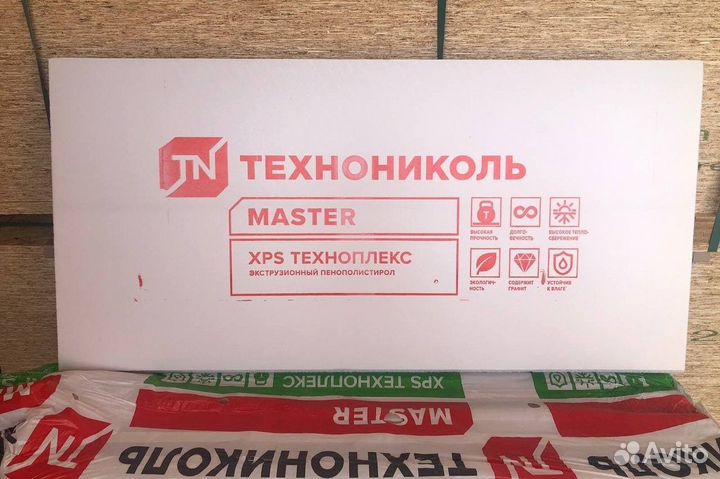 TN ТЕХНОНИКОЛЬ
MASTER
XPS ТЕХНОПЛЕКС
ЭКСТРУЗИОННЫЙ ПЕНОПОЛИСТИРОЛ
ВЫСОКАЯ ПРОЧНОСТЬ
ДОЛГО-
ВЕЧНОСТЬ
ВЫСОКОЕ ТЕПЛО-
СБЕРЕЖЕНИЕ
ЭКОЛОГИЧ-
НОСТЬ
СОДЕРЖИТ
ГРАФИТ
УСТОЙЧИВ
К ВЛАГЕ
XPS ТЕХНОПЛЕКС
MASTER
TN ТЕХНОНИКОЛЬ
Avito